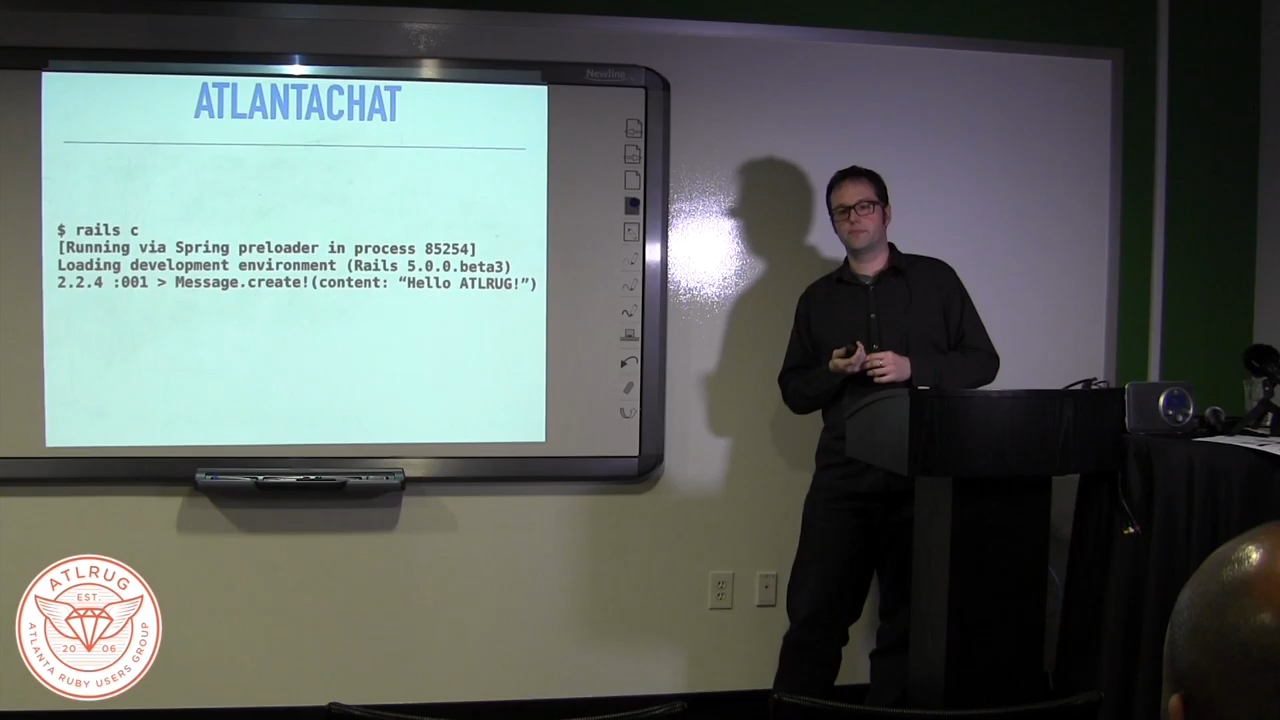 ATLANTACHAT
Newline
$ rails c
[Running via Spring preloader in process 85254]
Loading development environment (Rails 5.0.0.beta3)
2.2.4 :001 > Message.create!(content: “Hello ATLRUG!”)
ATLRUG
EST.
20 06
ATLANTA RUBY USERS GROUP